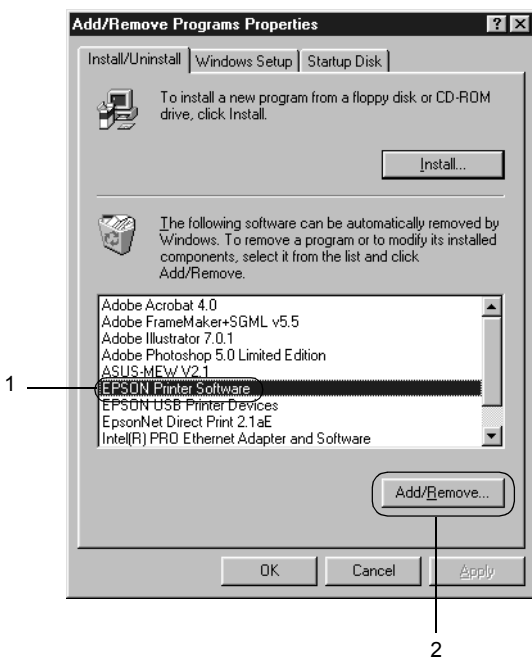 Add/Remove Programs Properties
Install/Uninstall Windows Setup Startup Disk
To install a new program from a floppy disk or CD-ROM
drive, click Install.
Install...
The following software can be automatically removed by
Windows. To remove a program or to modify its installed
components, select it from the list and click
Add/Remove.
Adobe Acrobat 4.0
Adobe FrameMaker+SGML v5.5
Adobe Illustrator 7.0.1
Adobe Photoshop 5.0 Limited Edition
ASUS-MEW V2.1
1
EPSON Printer Software
EPSON USB Printer Devices
EpsonNet Direct Print 2.1aE
Intel(R) PRO Ethernet Adapter and Software
Add/Remove...
OK Cancel Apply
2